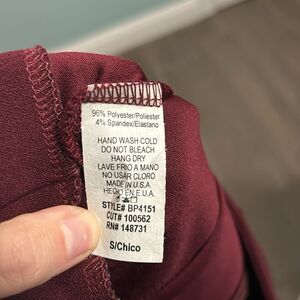 96% Polyester/Poliester
4% Spandex/Elastano
HAND WASH COLD
DO NOT BLEACH
HANG DRY
LAVE FRIO A MANO
NO USAR CLORO
MADE IN U.S.A
HECHO EN E.U.A.
STYLE# BP4151
CUT# 100562
RN# 148731
S/Chico